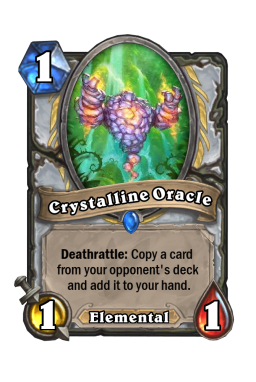 1
Crystalline Oracle
Deathrattle: Copy a card
from your opponent's deck
and add it to your hand.
1 Elemental 1